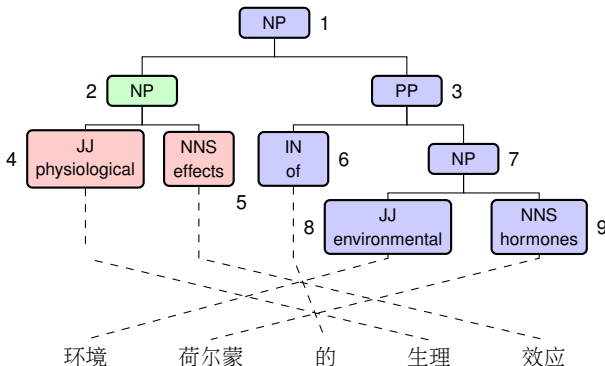 NP 1
2 NP
PP 3
4 JJ physiological
NNS effects 5
IN of 6
NP 7
8 JJ environmental
NNS hormones 9
环境 荷尔蒙 的 生理 效应